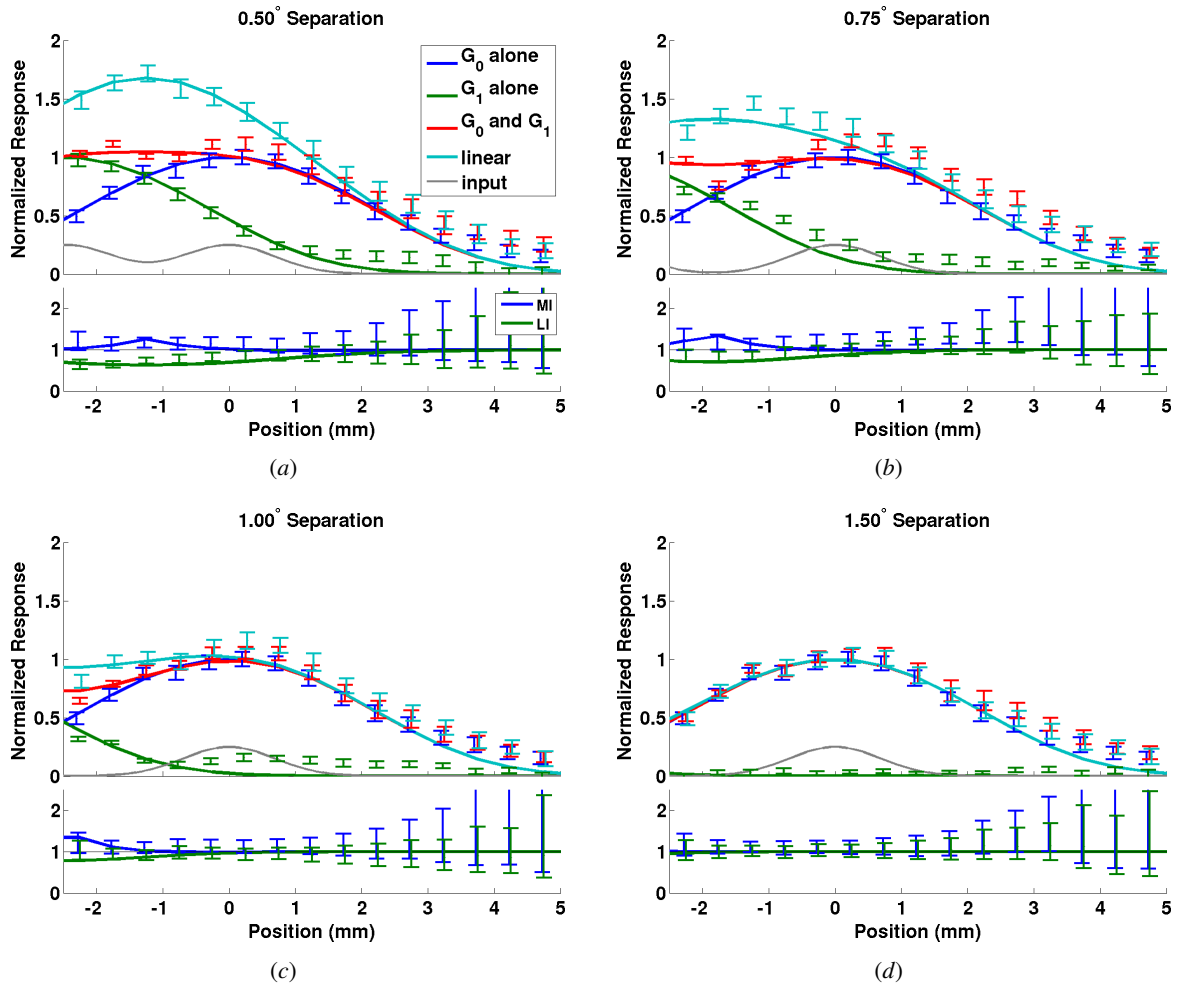 0.50° Separation
Normalized Response
2
1.5
1
0.5
0
G0 alone
G1 alone
G0 and G1
linear
input
2
1
0
MI
LI
-2 -1 0 1 2 3 4 5
Position (mm)
(a)
0.75° Separation
Normalized Response
2
1.5
1
0.5
0
2
1
0
-2 -1 0 1 2 3 4 5
Position (mm)
(b)
1.00° Separation
Normalized Response
2
1.5
1
0.5
0
2
1
0
-2 -1 0 1 2 3 4 5
Position (mm)
(c)
1.50° Separation
Normalized Response
2
1.5
1
0.5
0
2
1
0
-2 -1 0 1 2 3 4 5
Position (mm)
(d)